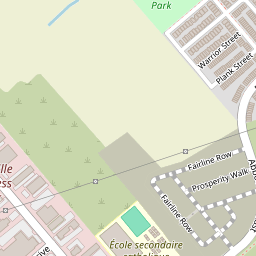 Park
Warrior Street
Plank Street
Fairline Row
Prosperity Walk
Fairline Row
École secondaire
catholique